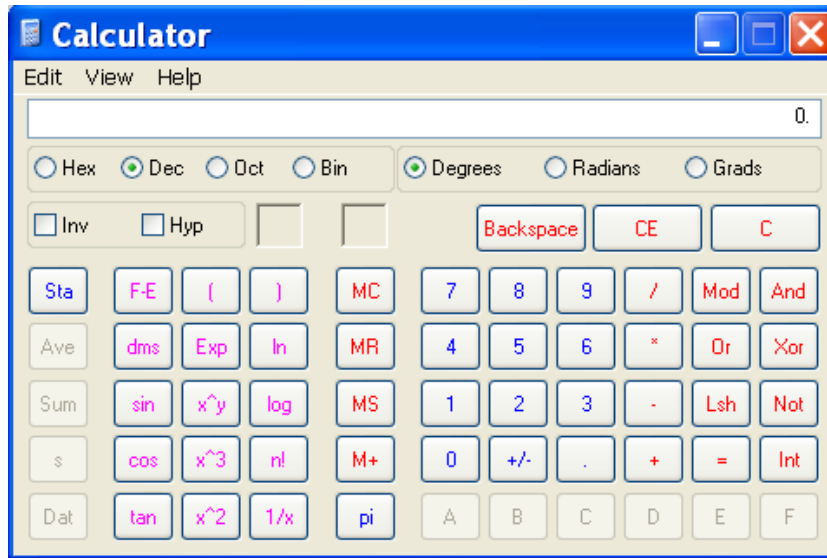 Calculator
Edit View Help
0.
Hex Dec Oct Bin Degrees Radians Grads
Inv Hyp Backspace CE C
Sta F-E ( ) MC 7 8 9 / Mod And
Ave dms Exp ln MR 4 5 6 * Or Xor
Sum sin x^y log MS 1 2 3 - Lsh Not
s cos x^3 n! M+ 0 +/- . + = Int
Dat tan x^2 1/x pi A B C D E F